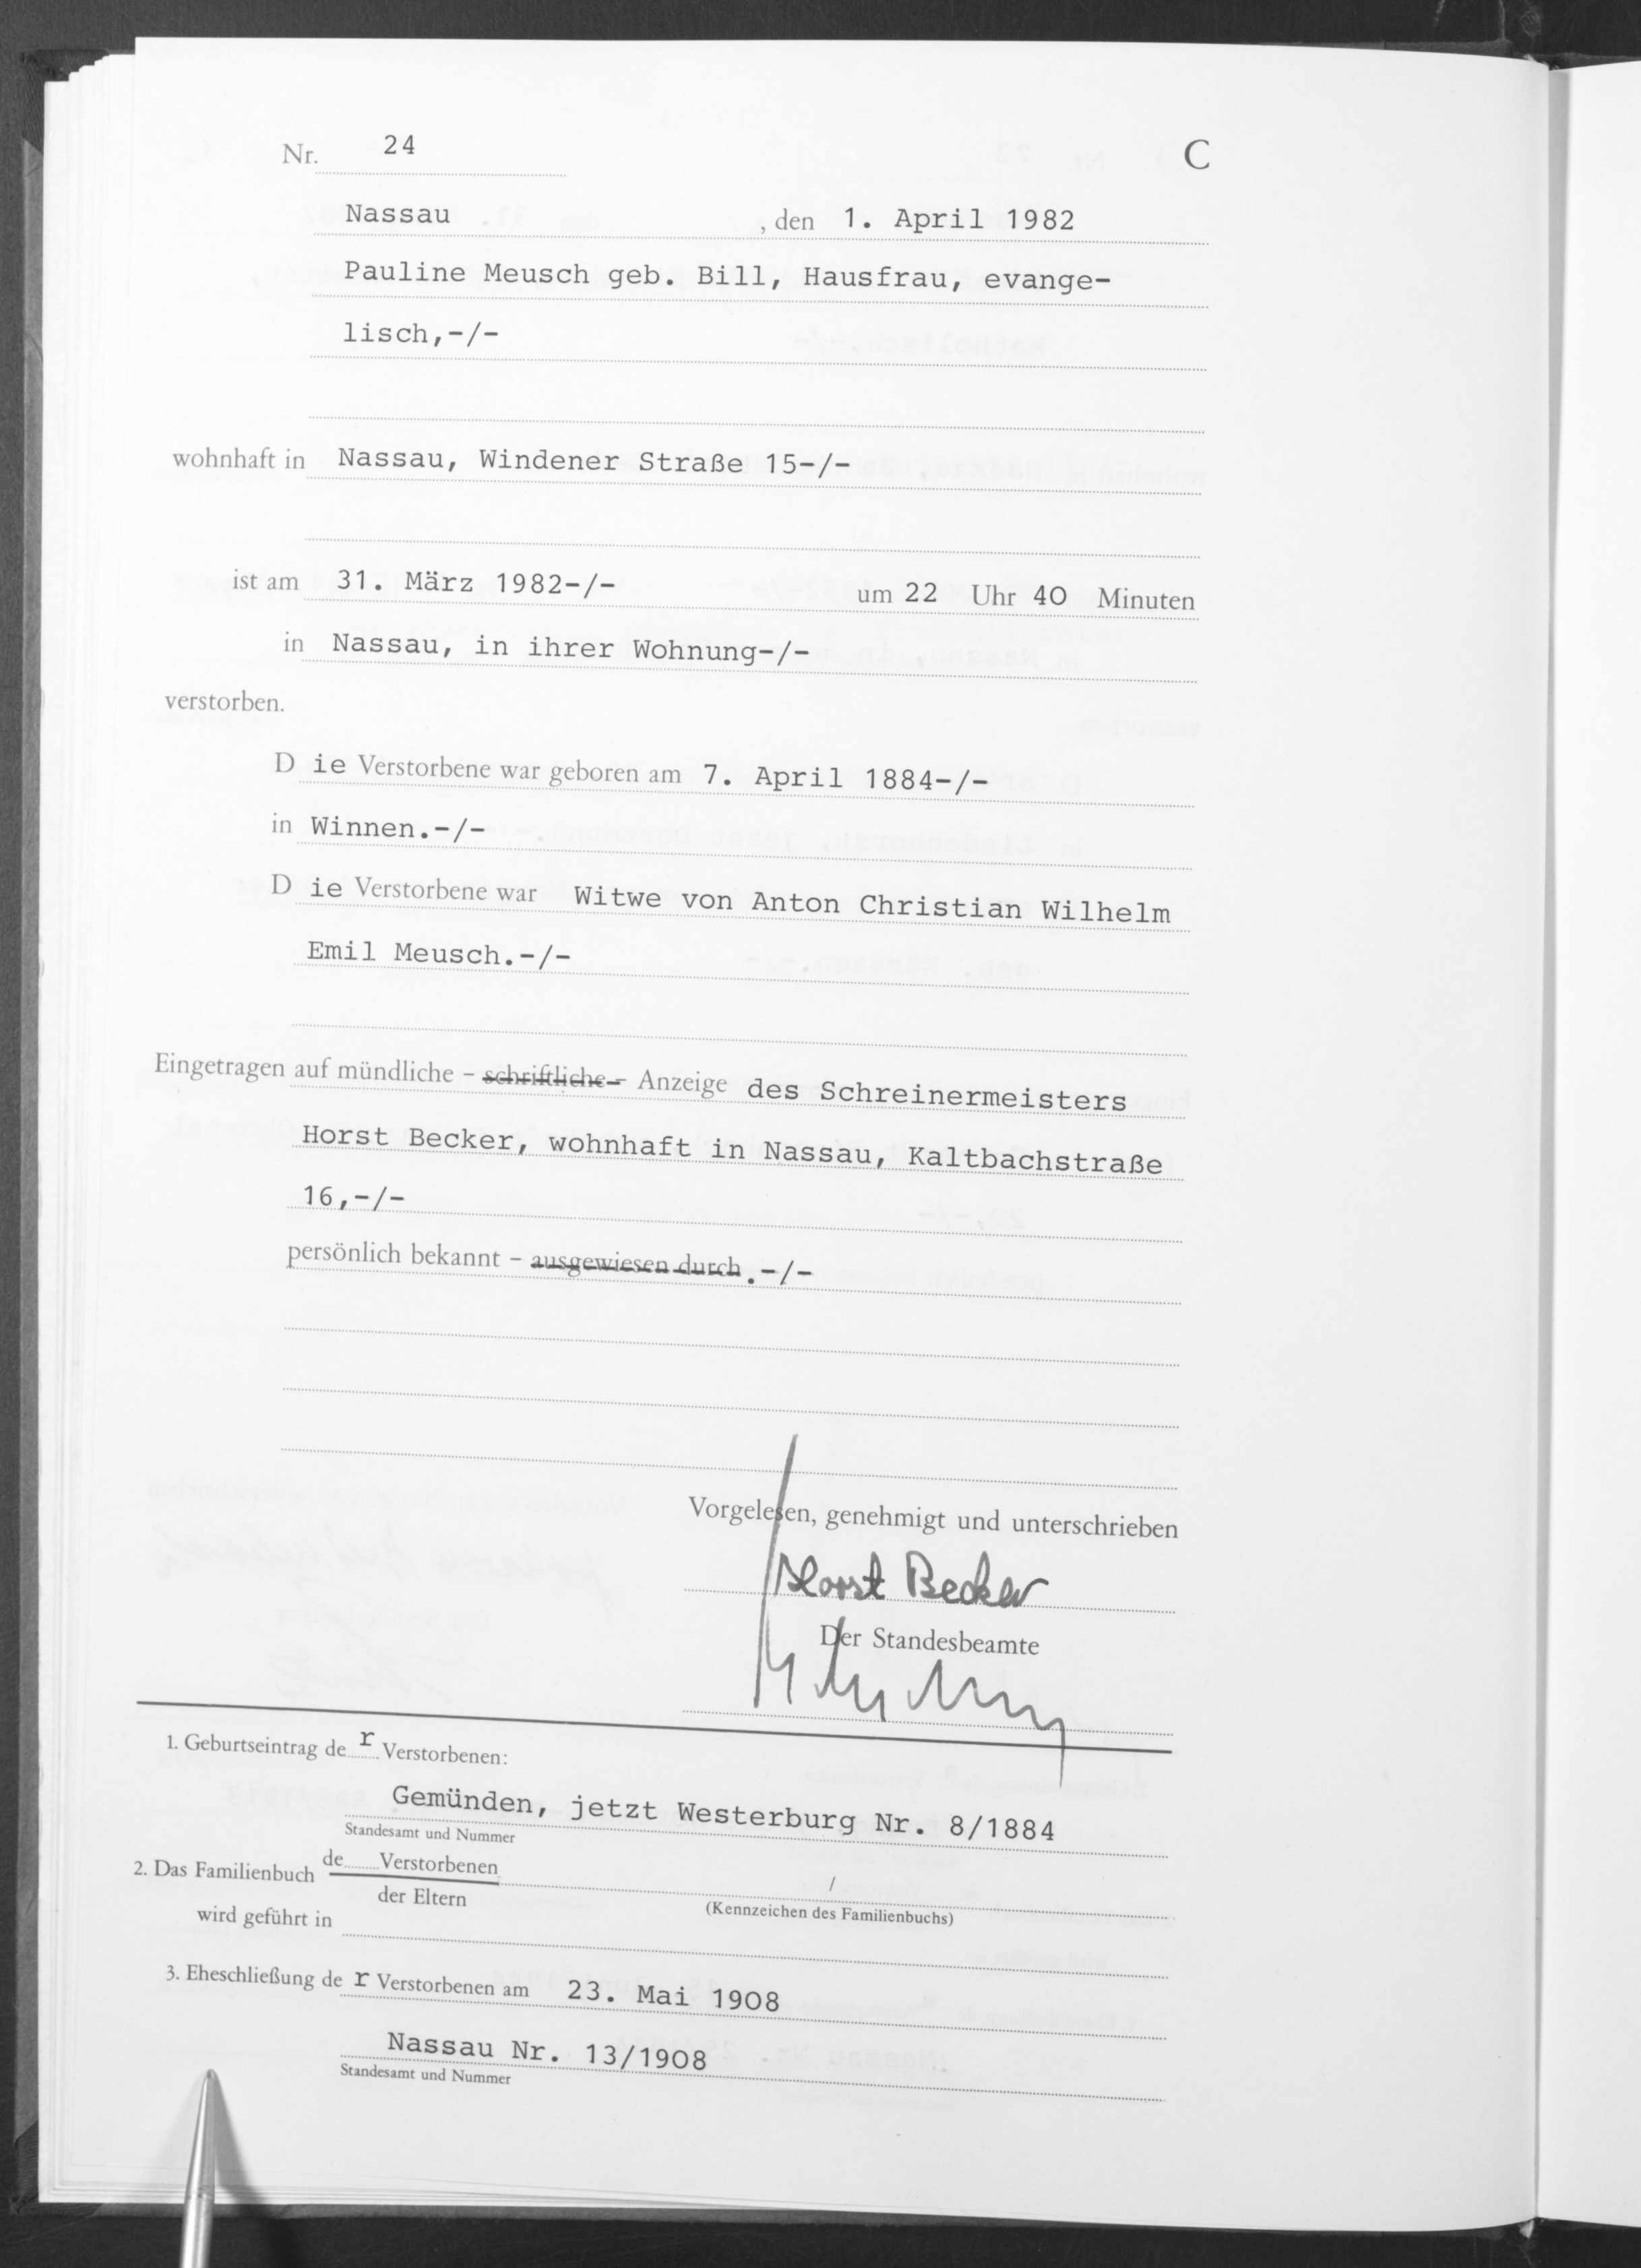 Nr. 24 C
Nassau, den 1. April 1982
Pauline Meusch geb. Bill, Hausfrau, evange-
lisch,-/-
wohnhaft in Nassau, Windener Straße 15-/-
ist am 31. März 1982-/- um 22 Uhr 40 Minuten
in Nassau, in ihrer Wohnung-/-
verstorben.
Die Verstorbene war geboren am 7. April 1884-/-
in Winnen.-/-
Die Verstorbene war Witwe von Anton Christian Wilhelm
Emil Meusch.-/-
Eingetragen auf mündliche – schriftliche – Anzeige des Schreinermeisters
Horst Becker, wohnhaft in Nassau, Kaltbachstraße
16,-/-
persönlich bekannt – ausgewiesen durch.-/-
Vorgelesen, genehmigt und unterschrieben
Horst Becker
Der Standesbeamte
1. Geburtseintrag der Verstorbenen:
Gemünden, jetzt Westerburg Nr. 8/1884
Standesamt und Nummer
2. Das Familienbuch de Verstorbenen
der Eltern
/
(Kennzeichen des Familienbuchs)
wird geführt in
3. Eheschließung der Verstorbenen am 23. Mai 1908
Nassau Nr. 13/1908
Standesamt und Nummer